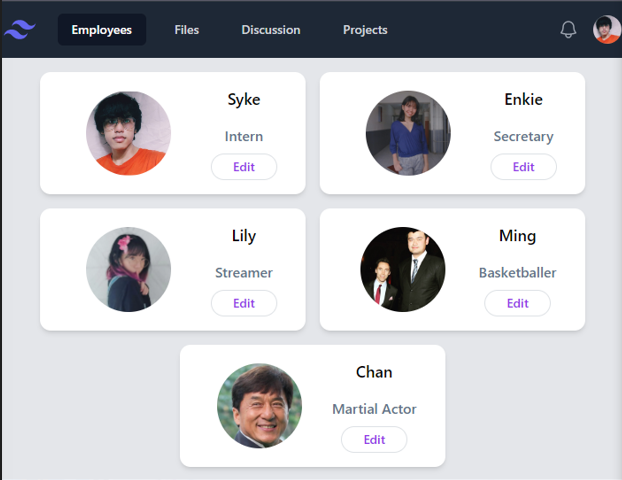 Employees Files Discussion Projects
Syke
Intern
Edit
Enkie
Secretary
Edit
Lily
Streamer
Edit
Ming
Basketballer
Edit
Chan
Martial Actor
Edit